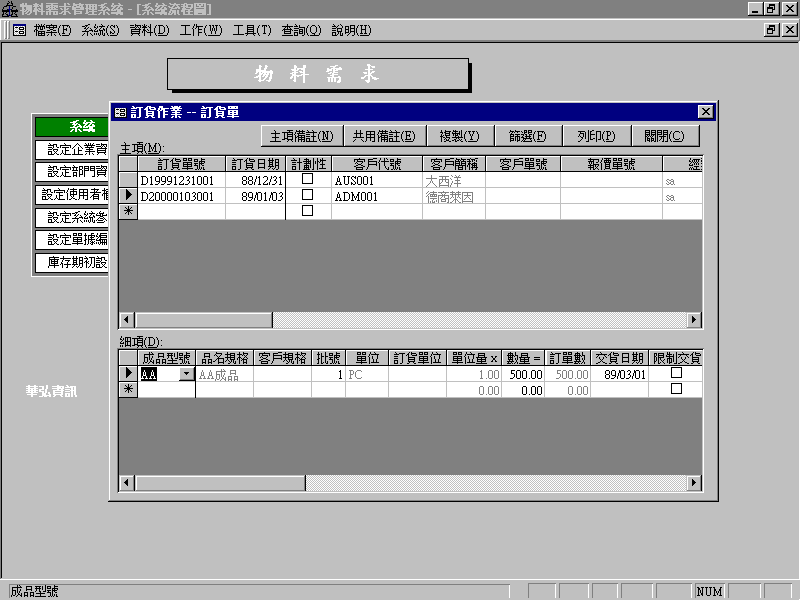 物料需求管理系統 - [系統流程圖]
檔案(F) 系統(S) 資料(D) 工作(W) 工具(T) 查詢(Q) 說明(H)
物 料 需 求
系統
設定企業資
設定部門資
設定使用者權
設定系統參
設定單據編
庫存期初設
華弘資訊
訂貨作業 -- 訂貨單
主項備註(N) 共用備註(E) 複製(Y) 篩選(F) 列印(P) 關閉(C)
主項(M):
訂貨單號 訂貨日期 計劃性 客戶代號 客戶簡稱 客戶單號 報價單號 經
D19991231001 88/12/31 AUS001 大西洋 sa
D20000103001 89/01/03 ADM001 德商萊因 sa
細項(D):
成品型號 品名規格 客戶規格 批號 單位 訂貨單位 單位量 x 數量 = 訂單數 交貨日期 限制交貨
AA AA成品 1 PC 1.00 500.00 500.00 89/03/01
0.00 0.00 0.00
成品型號 NUM